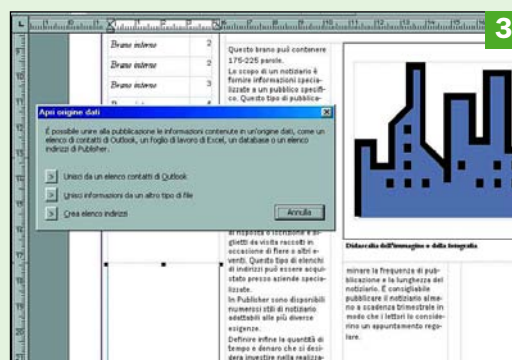 3
Brano interno 2
Brano interno 2
Brano interno 3
Questo brano può contenere
175-225 parole.
Lo scopo di un notiziario è
fornire informazioni specia-
lizzate a un pubblico specifi-
co. Questo tipo di pubblica-
Apri origine dati
È possibile unire alla pubblicazione le informazioni contenute in un'origine dati, come un
elenco di contatti di Outlook, un foglio di lavoro di Excel, un database o un elenco
indirizzi di Publisher.
> Unisci da un elenco contatti di Outlook
> Unisci informazioni da un altro tipo di file
> Crea elenco indirizzi
Annulla
di risposta o iscrizione e bi-
glietti da visita raccolti in
occasione di fiere o altri e-
venti. Questo tipo di elenchi
di indirizzi può essere acqui-
stato presso aziende specia-
lizzate.
In Publisher sono disponibili
numerosi stili di notiziario
adattabili alle più diverse
esigenze.
Definire infine la quantità di
tempo e denaro che si desi-
dera investire nella realizza-
Didascalia dell'immagine o della fotografia
minare la frequenza di pub-
blicazione e la lunghezza del
notiziario. È consigliabile
pubblicare il notiziario alme-
no a scadenza trimestrale in
modo che i lettori lo conside-
rino un appuntamento rego-
lare.